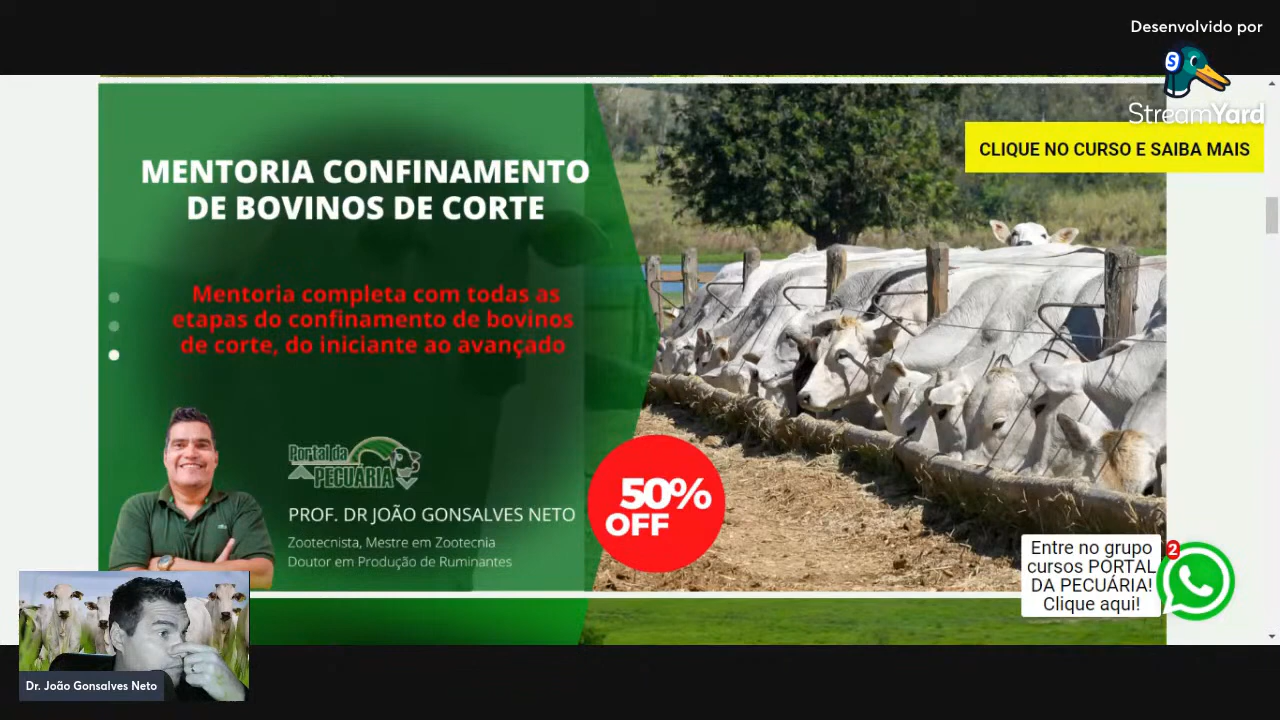 Desenvolvido por
S
StreamYard
CLIQUE NO CURSO E SAIBA MAIS
MENTORIA CONFINAMENTO
DE BOVINOS DE CORTE
Mentoria completa com todas as
etapas do confinamento de bovinos
de corte, do iniciante ao avançado
Portal da
PECUÁRIA
PROF. DR JOÃO GONSALVES NETO
Zootecnista, Mestre em Zootecnia
Doutor em Produção de Ruminantes
50%
OFF
Entre no grupo
cursos PORTAL
DA PECUÁRIA!
Clique aqui!
2
Dr. João Gonsalves Neto